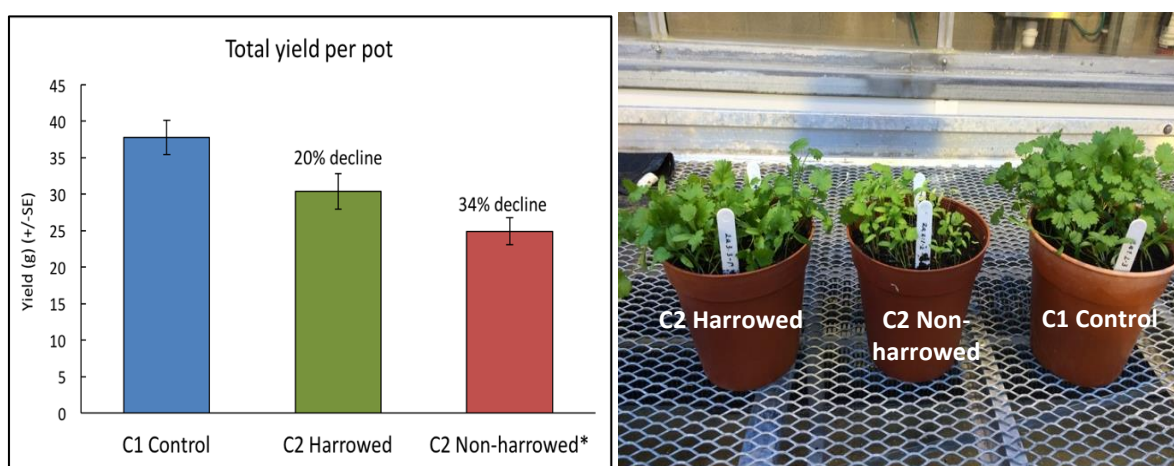 Total yield per pot
Yield (g) (+/-SE)
45
40
35
30
25
20
15
10
5
0
20% decline
34% decline
C1 Control
C2 Harrowed
C2 Non-harrowed*
C2 Harrowed
C2 Non-
harrowed
C1 Control